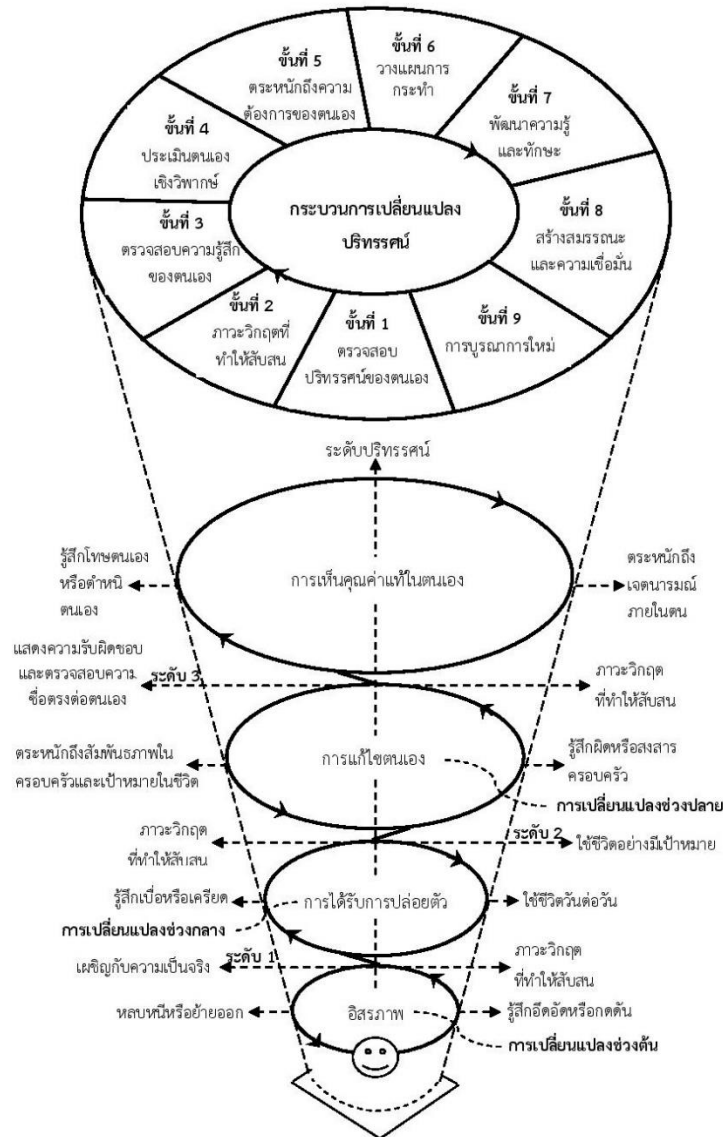 ขั้นที่ 5
ตระหนักถึงความ
ต้องการของตนเอง
ขั้นที่ 6
วางแผนการ
กระทำ
ขั้นที่ 7
พัฒนาความรู้
และทักษะ
ขั้นที่ 4
ประเมินตนเอง
เชิงวิพากษ์
กระบวนการเปลี่ยนแปลง
ปริทรรศน์
ขั้นที่ 8
สร้างสมรรถนะ
และความเชื่อมั่น
ขั้นที่ 3
ตรวจสอบความรู้สึก
ของตนเอง
ขั้นที่ 2
ภาวะวิกฤตที่
ทำให้สับสน
ขั้นที่ 1
ตรวจสอบ
ปริทรรศน์ของตนเอง
ขั้นที่ 9
การบูรณาการใหม่
ระดับปริทรรศน์
รู้สึกโทษตนเอง
หรือตำหนิ
ตนเอง
การเห็นคุณค่าแท้ในตนเอง
ตระหนักถึง
เจตนารมณ์
ภายในตน
แสดงความรับผิดชอบ
และตรวจสอบความ
ซื่อตรงต่อตนเอง
ระดับ 3
ภาวะวิกฤต
ที่ทำให้สับสน
ตระหนักถึงสัมพันธภาพใน
ครอบครัวและเป้าหมายในชีวิต
การแก้ไขตนเอง
รู้สึกผิดหรือสงสาร
ครอบครัว
การเปลี่ยนแปลงช่วงปลาย
ภาวะวิกฤต
ที่ทำให้สับสน
ระดับ 2
ใช้ชีวิตอย่างมีเป้าหมาย
รู้สึกเบื่อหรือเครียด
การได้รับการปล่อยตัว
ใช้ชีวิตวันต่อวัน
การเปลี่ยนแปลงช่วงกลาง
ระดับ 1
เผชิญกับความเป็นจริง
ภาวะวิกฤต
ที่ทำให้สับสน
หลบหนีหรือย้ายออก
อิสรภาพ
รู้สึกอึดอัดหรือกดดัน
การเปลี่ยนแปลงช่วงต้น